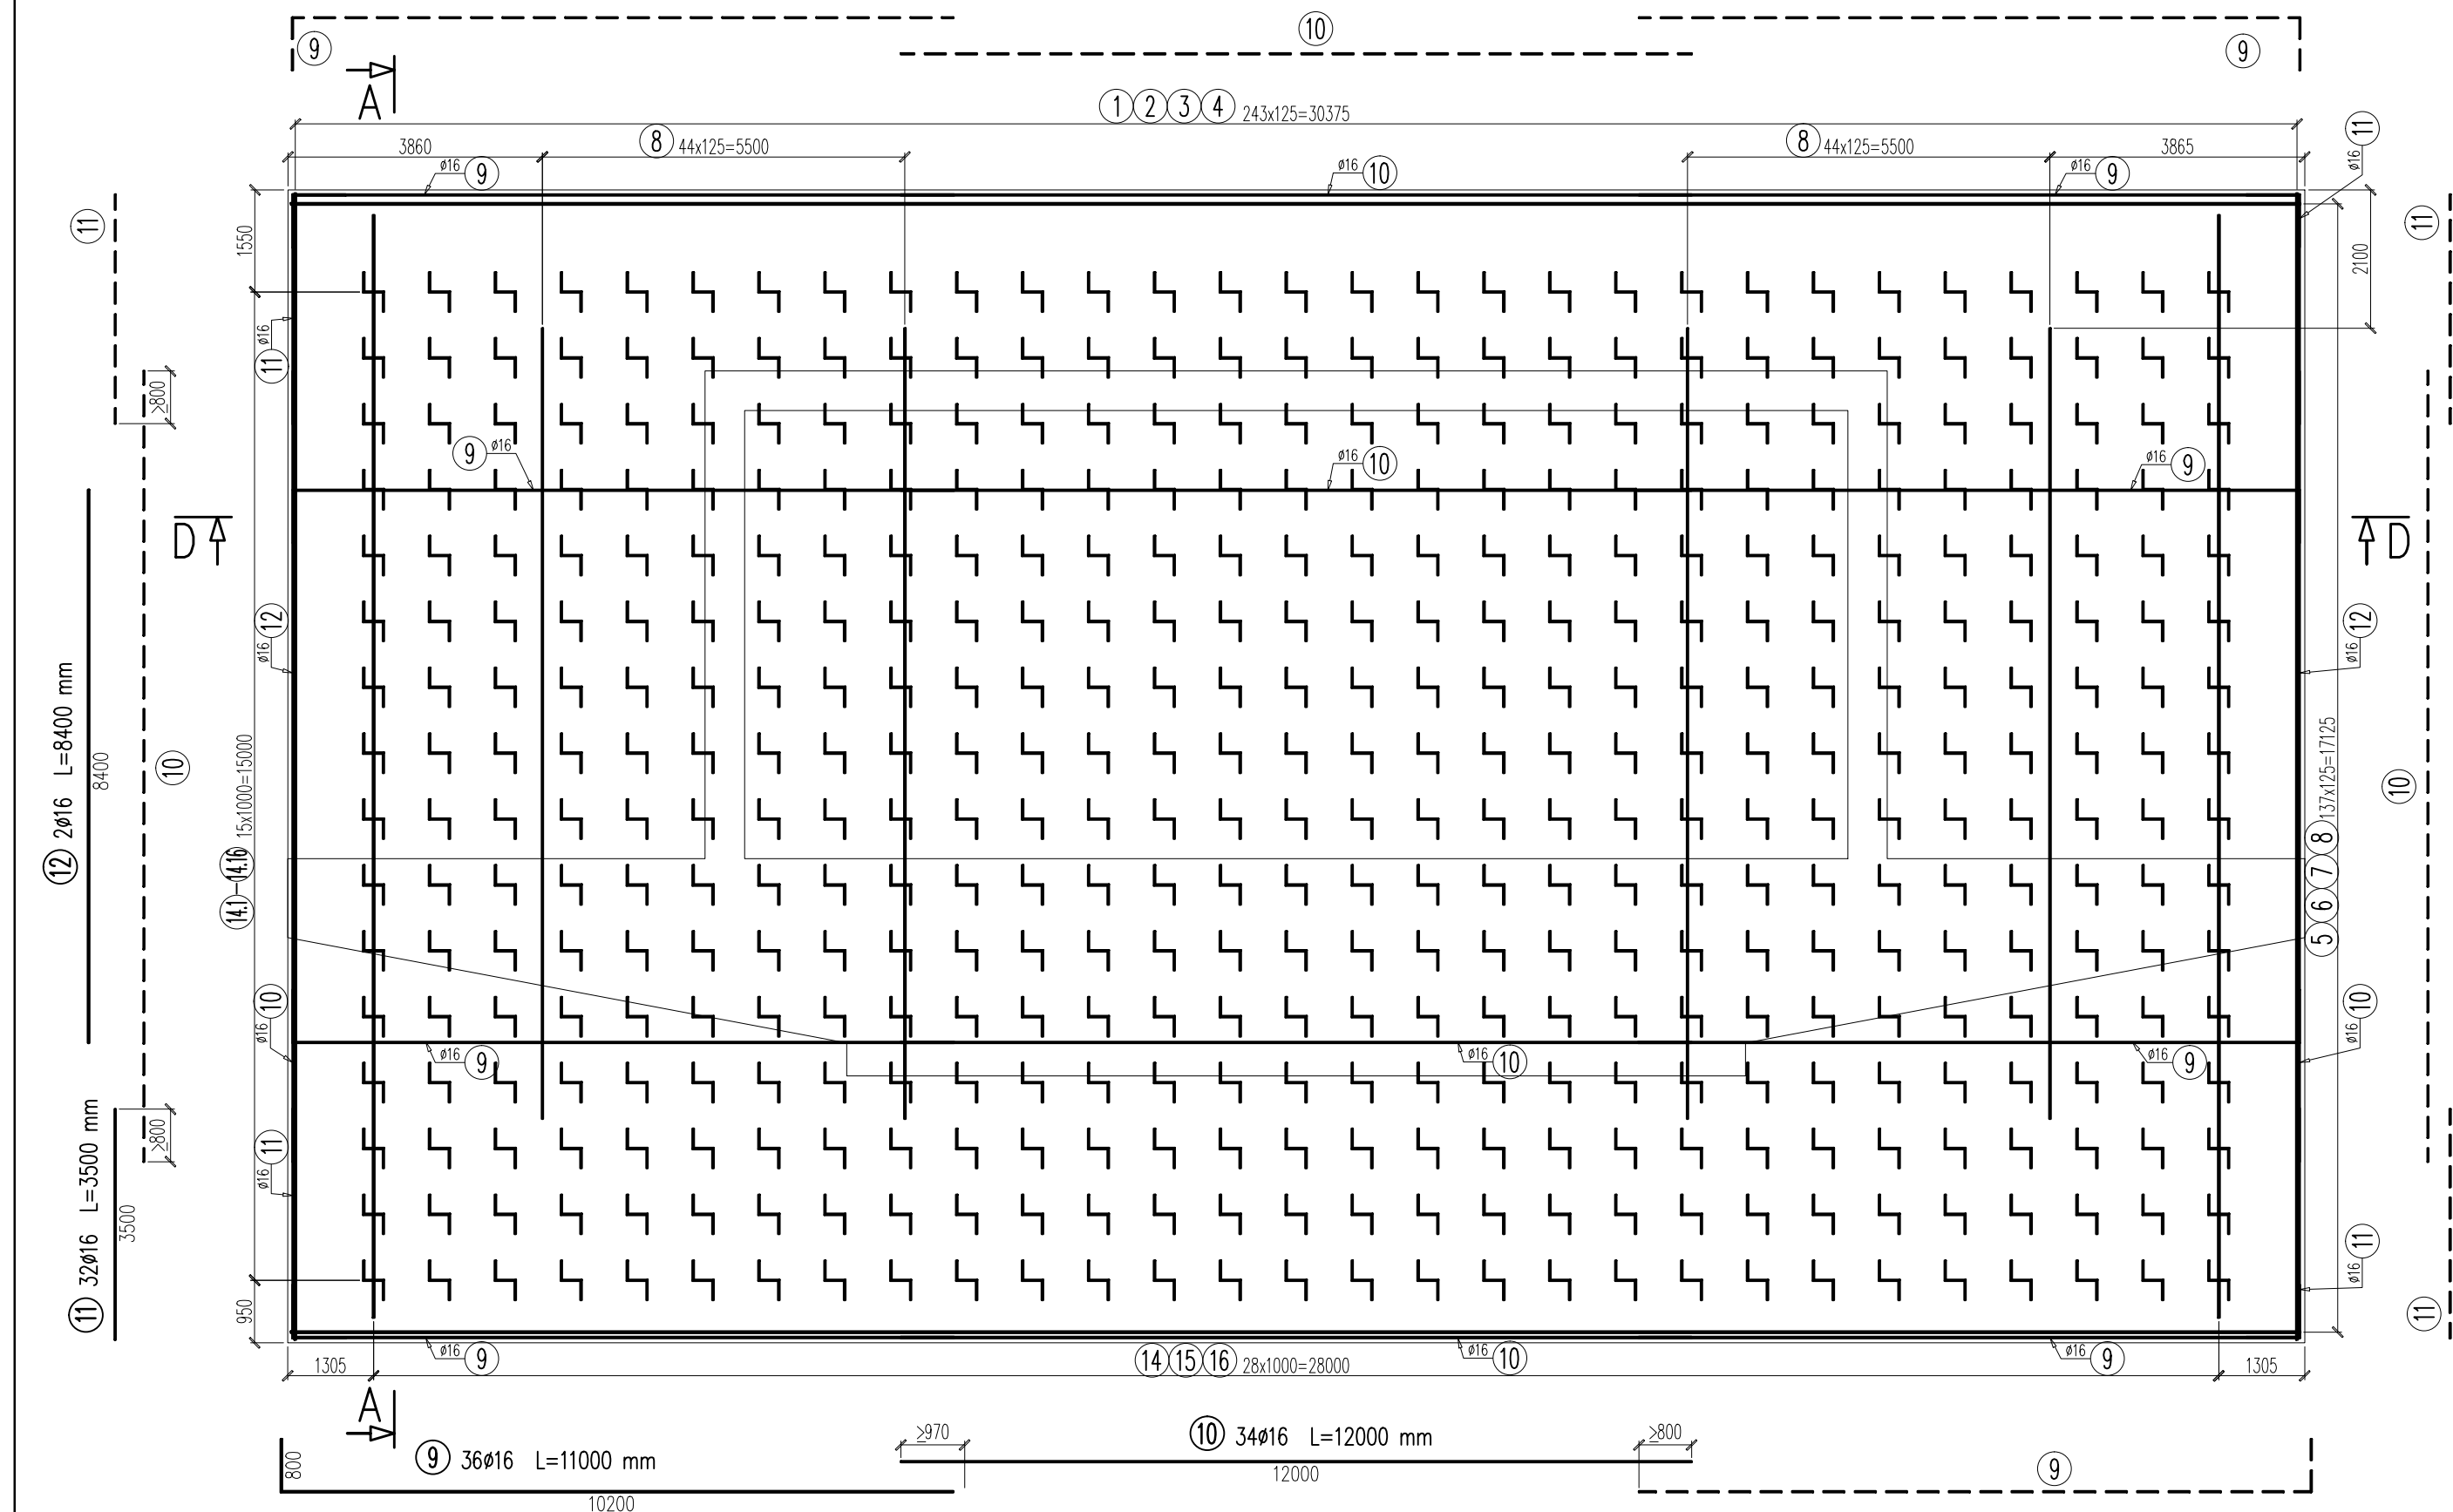 9
10
9
A
1 2 3 4 243x125=30375
11
3860
8 44x125=5500
8 44x125=5500
3865
ø16 9
ø16 10
ø16 9
ø16
11
1550
11
2100
ø16
11
≥800
9 ø16
ø16 10
ø16 9
D
D
12
ø16
12
ø16
12 2ø16 L=8400 mm
8400
10
15x1000=15000
14.1-14.16
137x125=17125
5 6 7 8
10
10
ø16
10
ø16
ø16 9
ø16 10
ø16 9
11 32ø16 L=3500 mm
3500
≥800
11
ø16
11
ø16
11
950
ø16 9
ø16 10
ø16 9
1305
14 15 16 28x1000=28000
1305
A
800
9 36ø16 L=11000 mm
10200
≥970
10 34ø16 L=12000 mm
12000
≥800
9